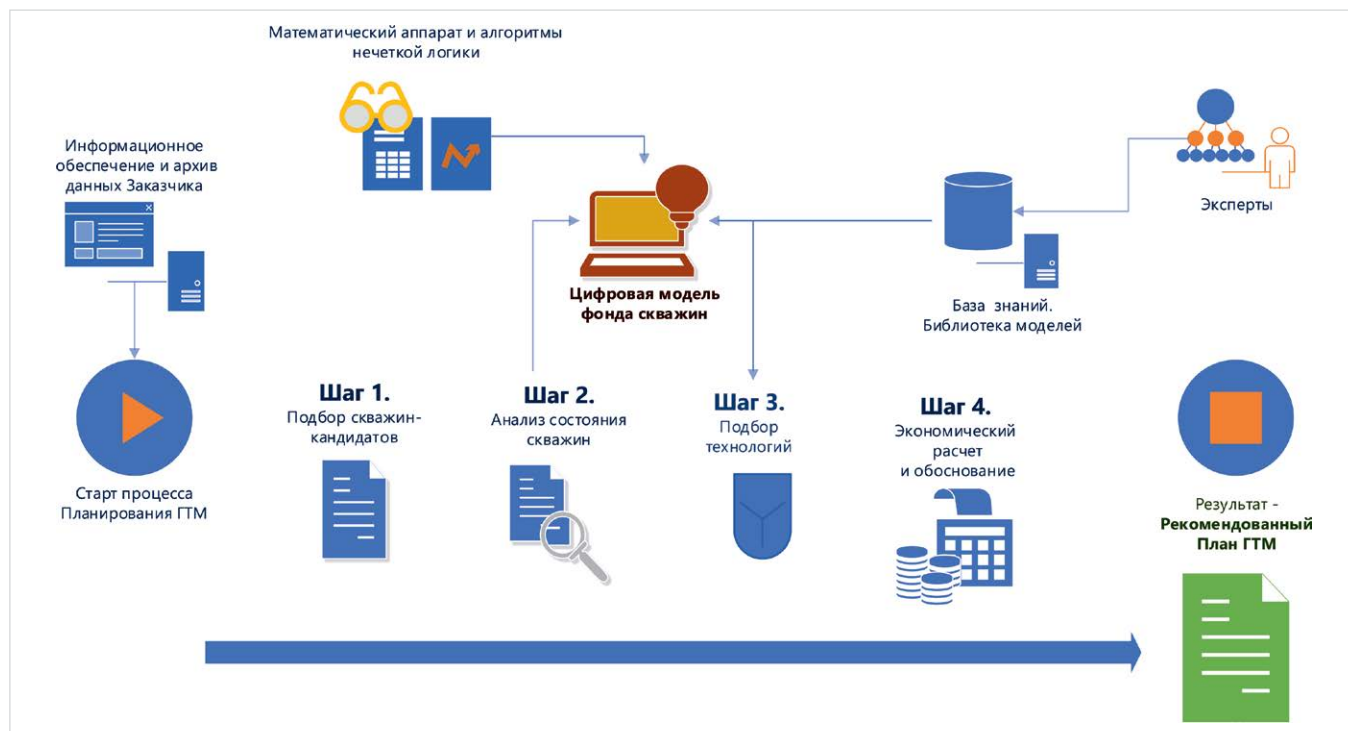 Математический аппарат и алгоритмы
нечеткой логики
Информационное
обеспечение и архив
данных Заказчика
Эксперты
Цифровая модель
фонда скважин
База знаний.
Библиотека моделей
Старт процесса
Планирования ГТМ
Шаг 1.
Подбор скважин-
кандидатов
Шаг 2.
Анализ состояния
скважин
Шаг 3.
Подбор
технологий
Шаг 4.
Экономический
расчет
и обоснование
Результат -
Рекомендованный
План ГТМ